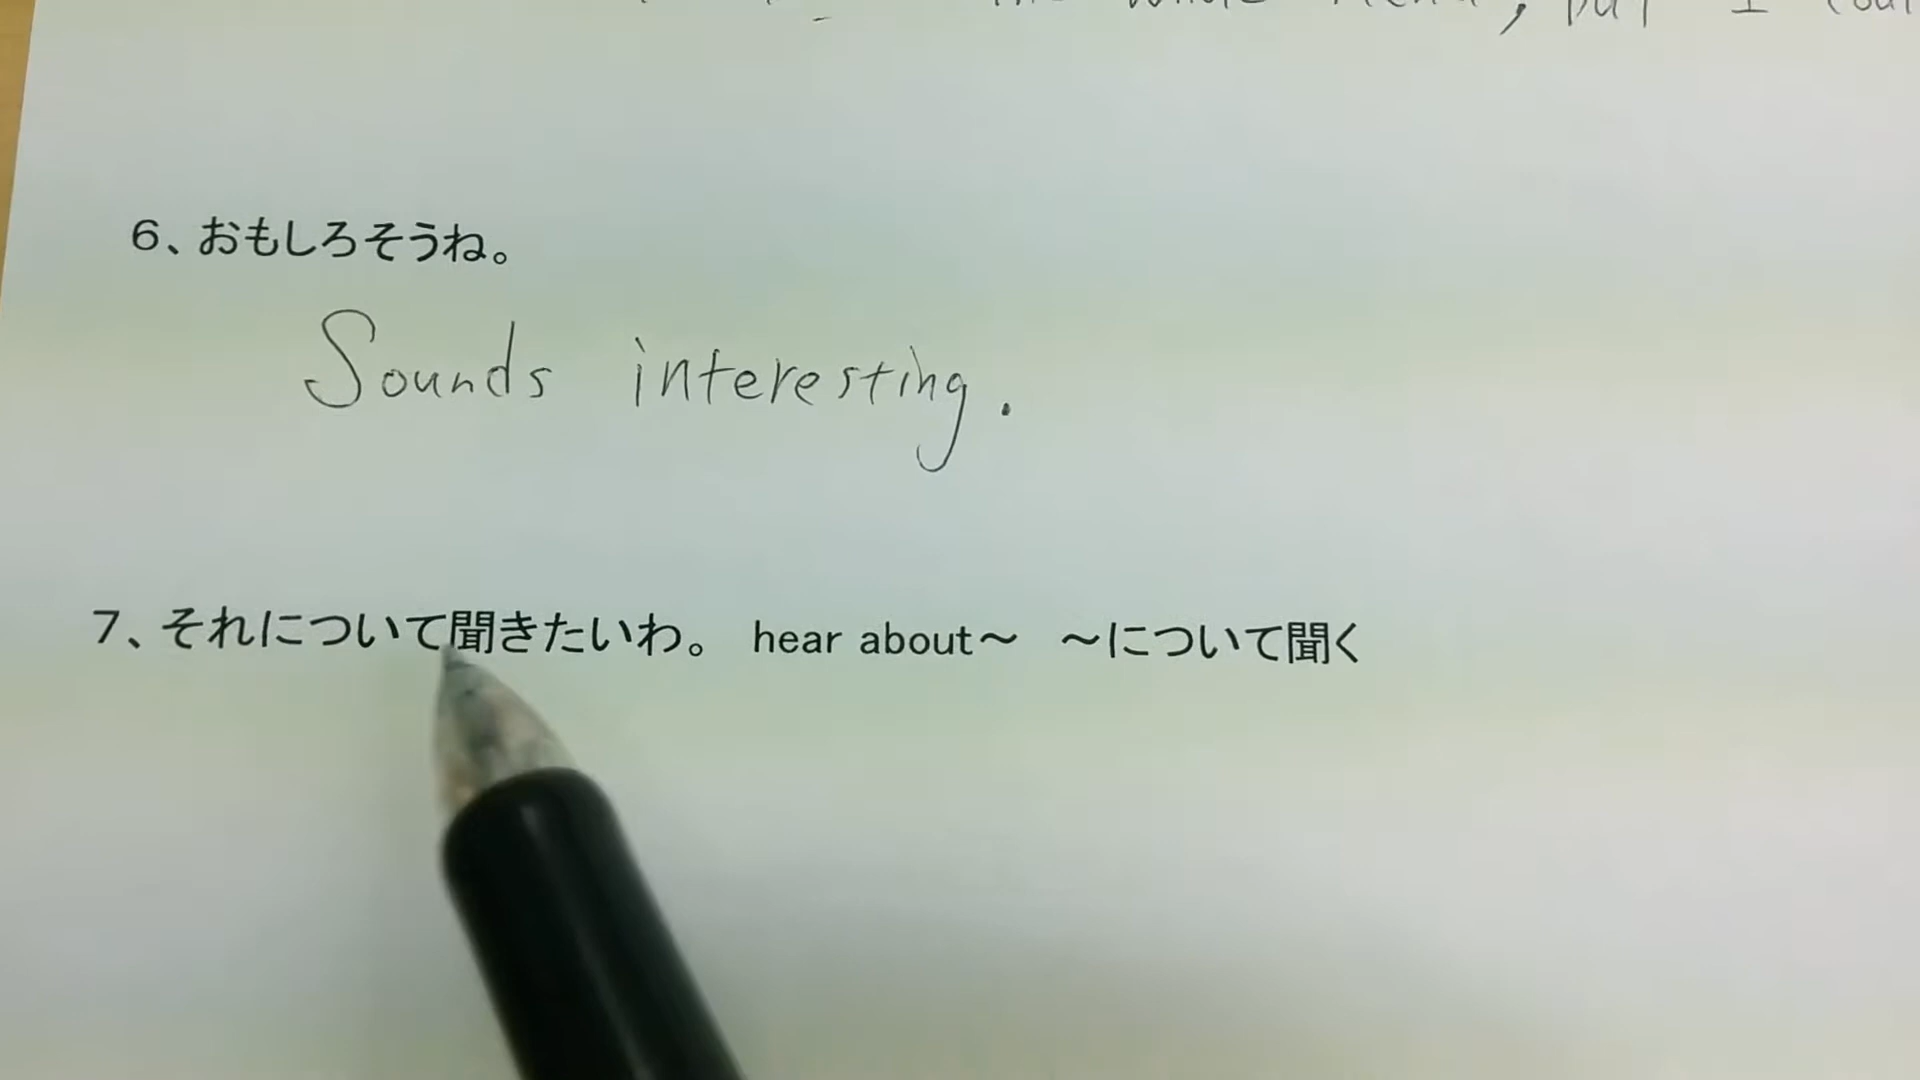 but I
６、おもしろそうね。
Sounds interesting.
７、それについて聞きたいわ。 hear about～ ～について聞く